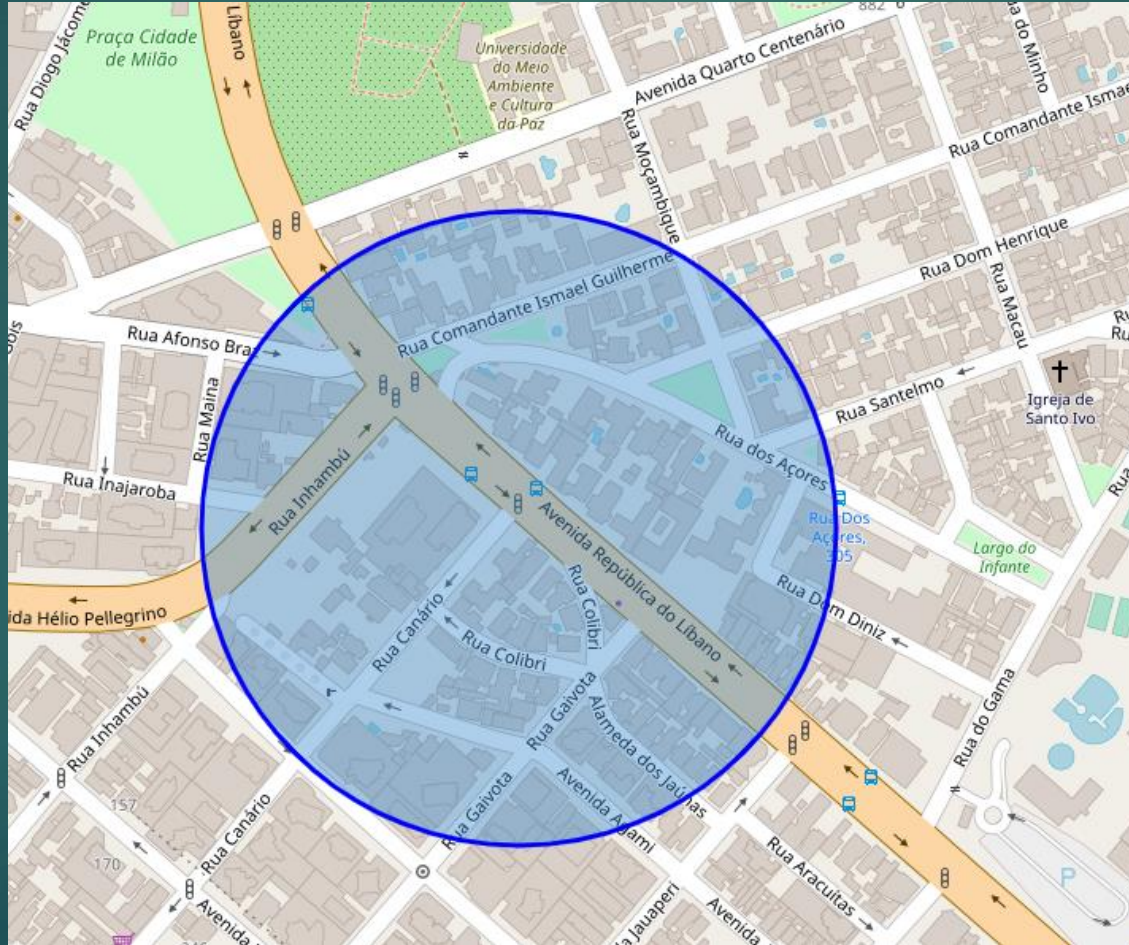 Rua Diogo Jácome
Praça Cidade
de Milão
Líbano
882
Universidade
do Meio
Ambiente
e Cultura
da Paz
Avenida Quarto Centenário
Rua Moçambique
do Minho
Rua Comandante Ismae
Rua Dom Henrique
Rua Macau
Rua Comandante Ismael Guilherme
Rua Afonso Bra
Rua Maina
Rua Inajaroba
Rua Inhambú
Rua Santelmo
Igreja de
Santo Ivo
Rua dos Açores
Rua Dos
Açores,
305
Largo do
Infante
Rua Dom Diniz
Avenida República do Líbano
Rua Colibri
Rua Canário
Rua Colibri
ida Hélio Pellegrino
Rua Gaivota
Alameda dos Jaúnas
Rua do Gama
Rua Inhambú
157
170
Rua Canário
Rua Gaivota
Avenida Agami
Rua Aracuitas
P
Avenida
la Jauaperi
Avenida